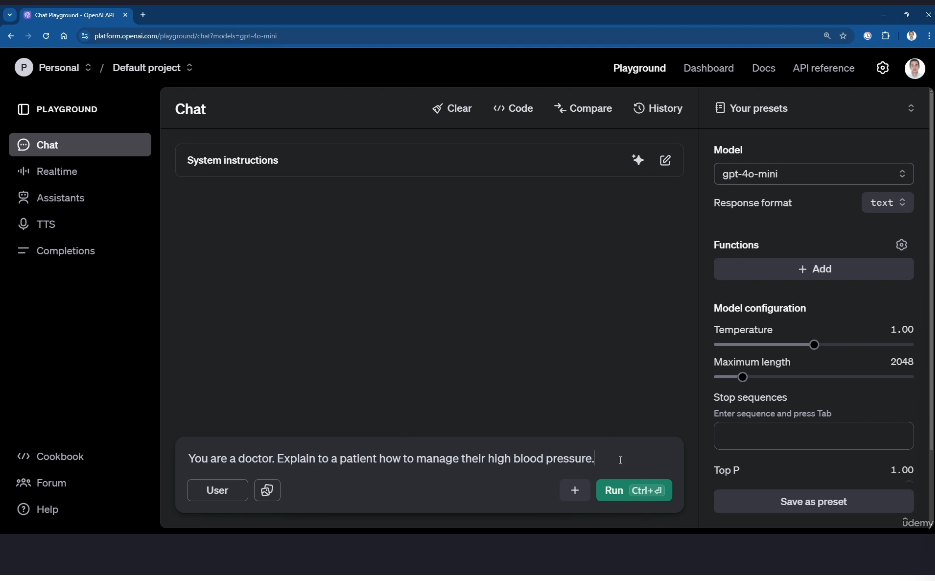 Chat Playground - OpenAI API
platform.openai.com/playground/chat?models=gpt-4o-mini
P Personal / Default project
Playground Dashboard Docs API reference
PLAYGROUND
Chat
Realtime
Assistants
TTS
Completions
Cookbook
Forum
Help
Chat
Clear Code Compare History
System instructions
You are a doctor. Explain to a patient how to manage their high blood pressure.
User
+ Run Ctrl+⏎
Your presets
Model
gpt-4o-mini
Response format text
Functions
+ Add
Model configuration
Temperature 1.00
Maximum length 2048
Stop sequences
Enter sequence and press Tab
Top P 1.00
Save as preset
ûdemy